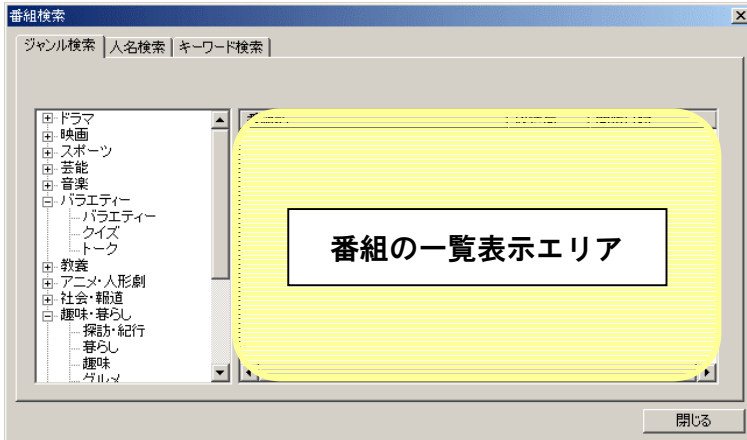 番組検索
ジャンル検索
人名検索
キーワード検索
ドラマ
映画
スポーツ
芸能
音楽
バラエティー
バラエティー
クイズ
トーク
教養
アニメ・人形劇
社会・報道
趣味・暮らし
探訪・紀行
暮らし
趣味
グルメ
番組の一覧表示エリア
閉じる